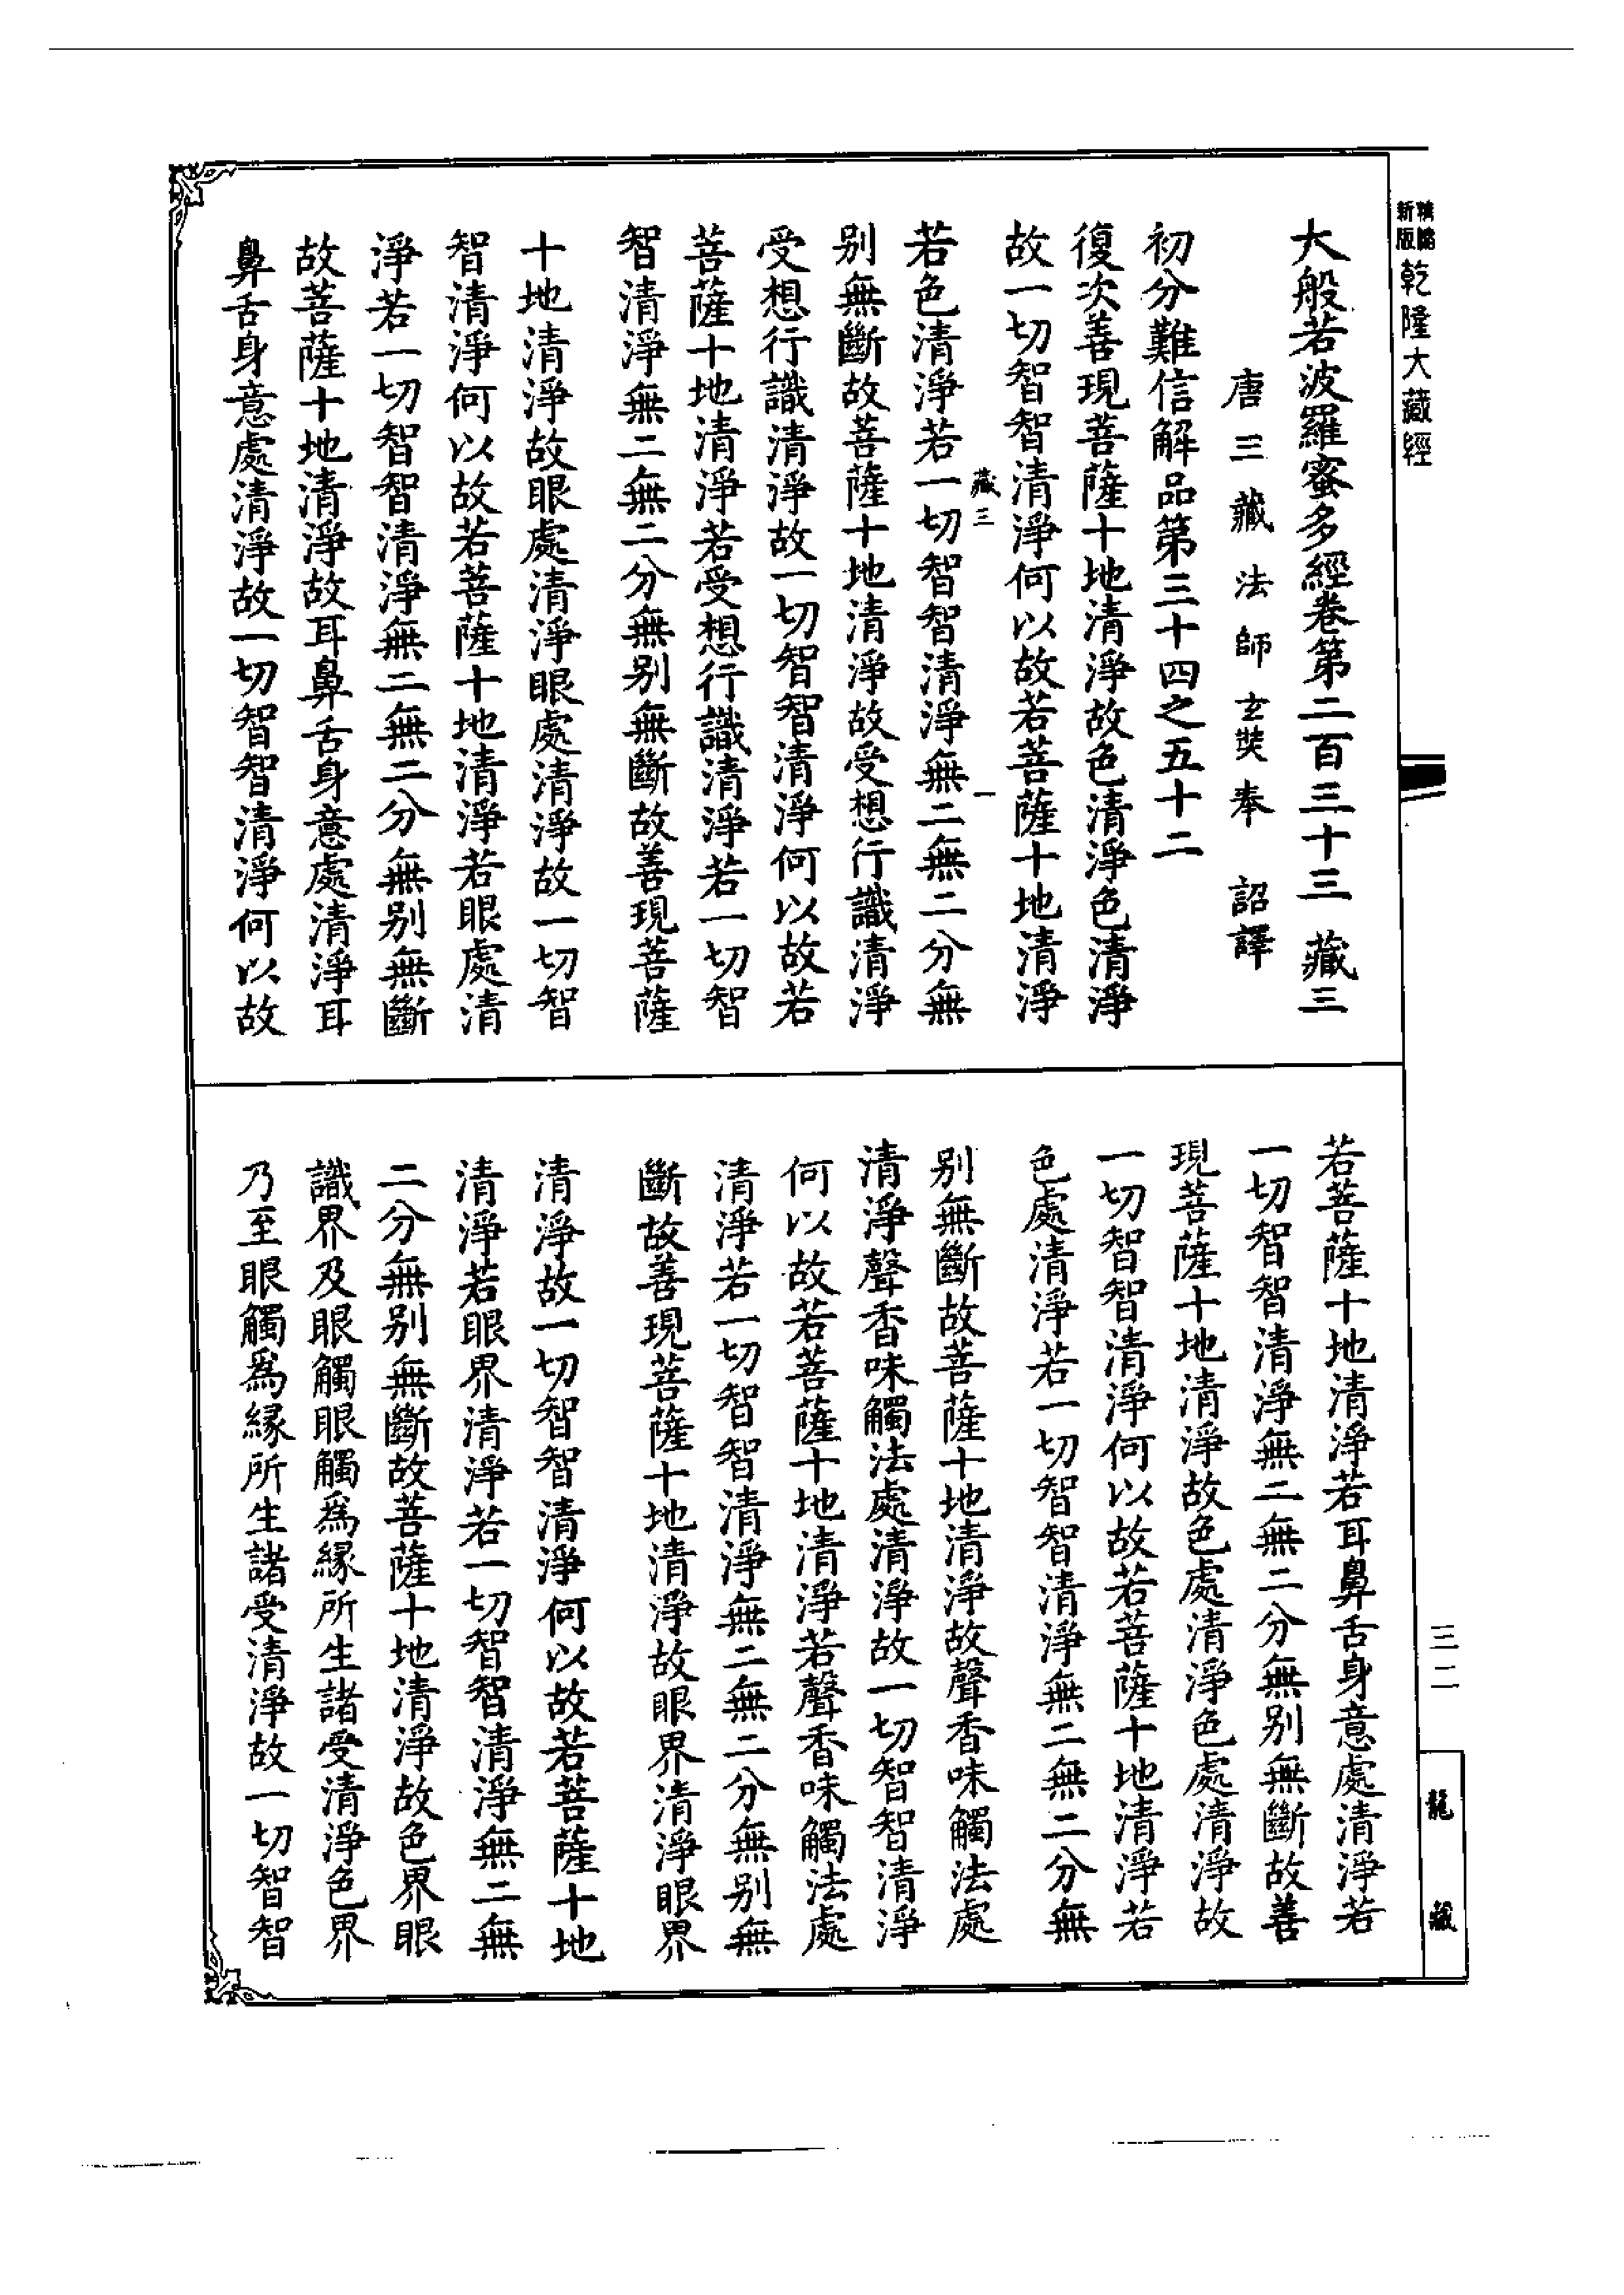 精縮新版
乾隆大藏經
大般若波羅蜜多經卷第二百三十三 藏三
唐三藏法師玄奘奉 詔譯
初分難信解品第三十四之五十二
復次善現菩薩十地清淨故色清淨色清淨
故一切智智清淨何以故若菩薩十地清淨
藏三 一
若色清淨若一切智智清淨無二無二分無
別無斷故菩薩十地清淨故受想行識清淨
受想行識清淨故一切智智清淨何以故若
菩薩十地清淨若受想行識清淨若一切智
智清淨無二無二分無別無斷故善現菩薩
十地清淨故眼處清淨眼處清淨故一切智
智清淨何以故若菩薩十地清淨若眼處清
淨若一切智智清淨無二無二分無別無斷
故菩薩十地清淨故耳鼻舌身意處清淨耳
鼻舌身意處清淨故一切智智清淨何以故
若菩薩十地清淨若耳鼻舌身意處清淨若
一切智智清淨無二無二分無別無斷故善
現菩薩十地清淨故色處清淨色處清淨故
一切智智清淨何以故若菩薩十地清淨若
色處清淨若一切智智清淨無二無二分無
別無斷故菩薩十地清淨故聲香味觸法處
清淨聲香味觸法處清淨故一切智智清淨
何以故若菩薩十地清淨若聲香味觸法處
清淨若一切智智清淨無二無二分無別無
斷故善現菩薩十地清淨故眼界清淨眼界
清淨故一切智智清淨何以故若菩薩十地
清淨若眼界清淨若一切智智清淨無二無
二分無別無斷故菩薩十地清淨故色界眼
識界及眼觸眼觸為緣所生諸受清淨色界
乃至眼觸為緣所生諸受清淨故一切智智
三二
龍藏